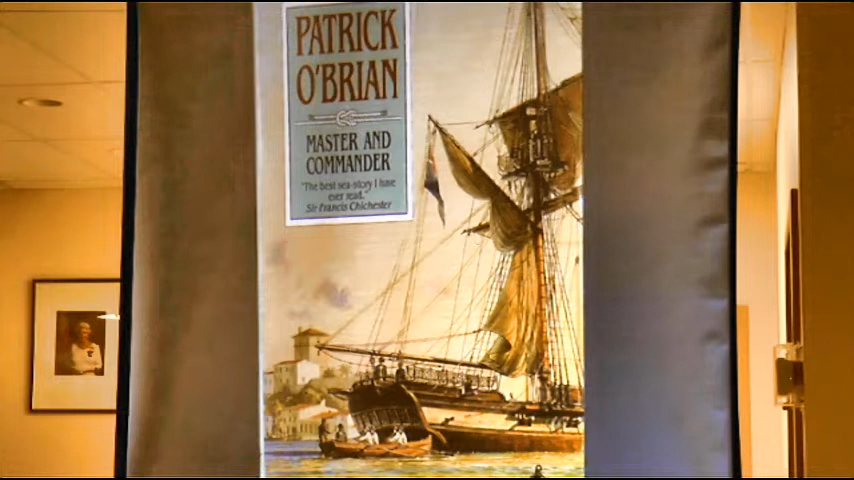 PATRICK
O'BRIAN
MASTER AND
COMMANDER
"The best sea-story I have
ever read."
Sir Francis Chichester